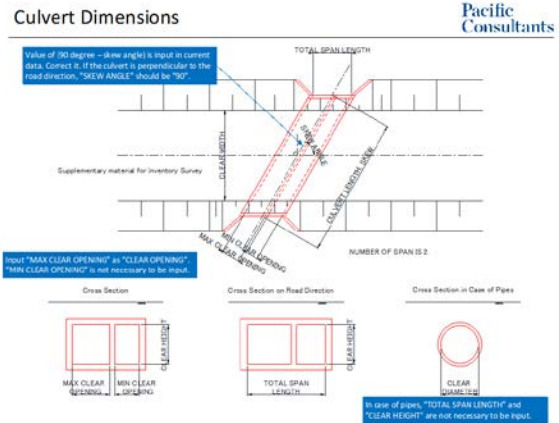 Culvert Dimensions
Pacific
Consultants
TOTAL SPAN LENGTH
Value of (90 degree – skew angle) is input in current
data. Correct it. If the culvert is perpendicular to the
road direction, "SKEW ANGLE" should be "90".
CLEAR WIDTH
SKEW ANGLE
CULVERT LENGTH_SKEW
Supplementary material for Inventory Survey
MAX CLEAR OPENING
MIN CLEAR OPENING
NUMBER OF SPAN IS 2
Input "MAX CLEAR OPENING" as "CLEAR OPENING".
"MIN CLEAR OPENING" is not necessary to be input.
Cross Section
CLEAR HEIGHT
MAX CLEAR
OPENING
MIN CLEAR
OPENING
Cross Section on Road Direction
CLEAR HEIGHT
TOTAL SPAN
LENGTH
Cross Section in Case of Pipes
CLEAR
DIAMETER
In case of pipes, "TOTAL SPAN LENGTH" and
"CLEAR HEIGHT" are not necessary to be input.